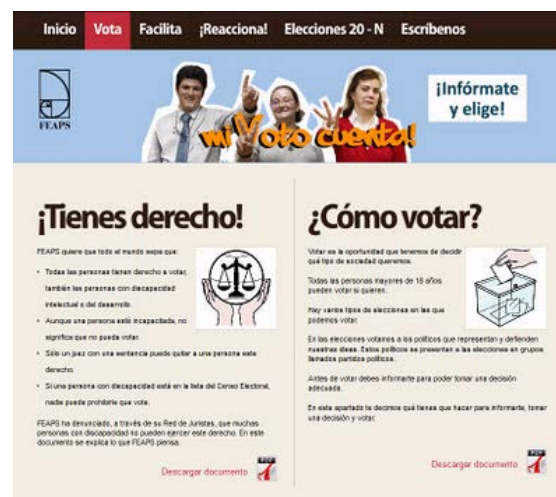 Inicio Vota Facilita ¡Reacciona! Elecciones 20 - N Escríbenos
FEAPS
mi Voto cuenta!
¡Infórmate
y elige!
¡Tienes derecho!
FEAPS quiere que todo el mundo sepa que:
• Todas las personas tienen derecho a votar,
también las personas con discapacidad
intelectual o del desarrollo.
• Aunque una persona esté incapacitada, no
significa que no pueda votar.
• Sólo un juez con una sentencia puede quitar a una persona este
derecho.
• Si una persona con discapacidad está en la lista del Censo Electoral,
nadie puede prohibirle que vote.
FEAPS ha denunciado, a través de su Red de Juristas, que muchas
personas con discapacidad no pueden ejercer este derecho. En este
documento se explica lo que FEAPS piensa.
Descargar documento
PDF
¿Cómo votar?
Votar es la oportunidad que tenemos de decidir
qué tipo de sociedad queremos.
Todas las personas mayores de 18 años
pueden votar si quieren.
Hay varios tipos de elecciones en las que
podemos votar.
En las elecciones votamos a los políticos que representan y defienden
nuestras ideas. Estos políticos se presentan a las elecciones en grupos
llamados partidos políticos.
Antes de votar debes informarte para poder tomar una decisión
adecuada.
En este apartado te decimos qué tienes que hacer para informarte, tomar
una decisión y votar.
Descargar documento
PDF